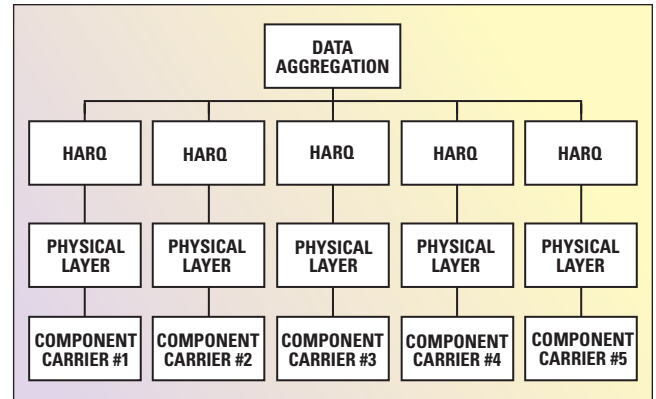 DATA
AGGREGATION
HARQ
HARQ
HARQ
HARQ
HARQ
PHYSICAL
LAYER
PHYSICAL
LAYER
PHYSICAL
LAYER
PHYSICAL
LAYER
PHYSICAL
LAYER
COMPONENT
CARRIER #1
COMPONENT
CARRIER #2
COMPONENT
CARRIER #3
COMPONENT
CARRIER #4
COMPONENT
CARRIER #5